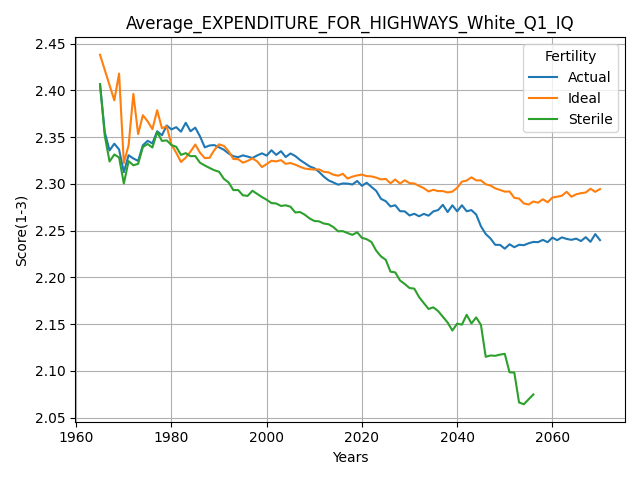 Average_EXPENDITURE_FOR_HIGHWAYS_White_Q1_IQ
Fertility
Actual
Ideal
Sterile
Score(1-3)
2.45
2.40
2.35
2.30
2.25
2.20
2.15
2.10
2.05
1960
1980
2000
2020
2040
2060
Years